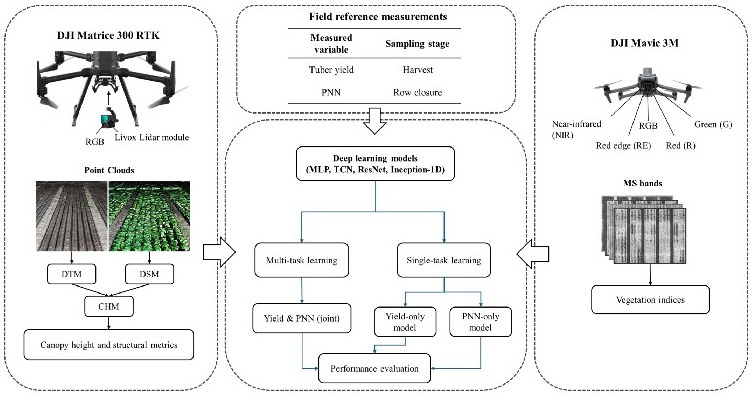 DJI Matrice 300 RTK
RGB
Livox Lidar module
Point Clouds
DTM
DSM
CHM
Canopy height and structural metrics
Field reference measurements
Measured variable
Sampling stage
Tuber yield
Harvest
PNN
Row closure
Deep learning models
(MLP, TCN, ResNet, Inception-1D)
Multi-task learning
Single-task learning
Yield & PNN (joint)
Yield-only
model
PNN-only
model
Performance evaluation
DJI Mavic 3M
Near-infrared
(NIR)
RGB
Green (G)
Red edge (RE)
Red (R)
MS bands
Vegetation indices